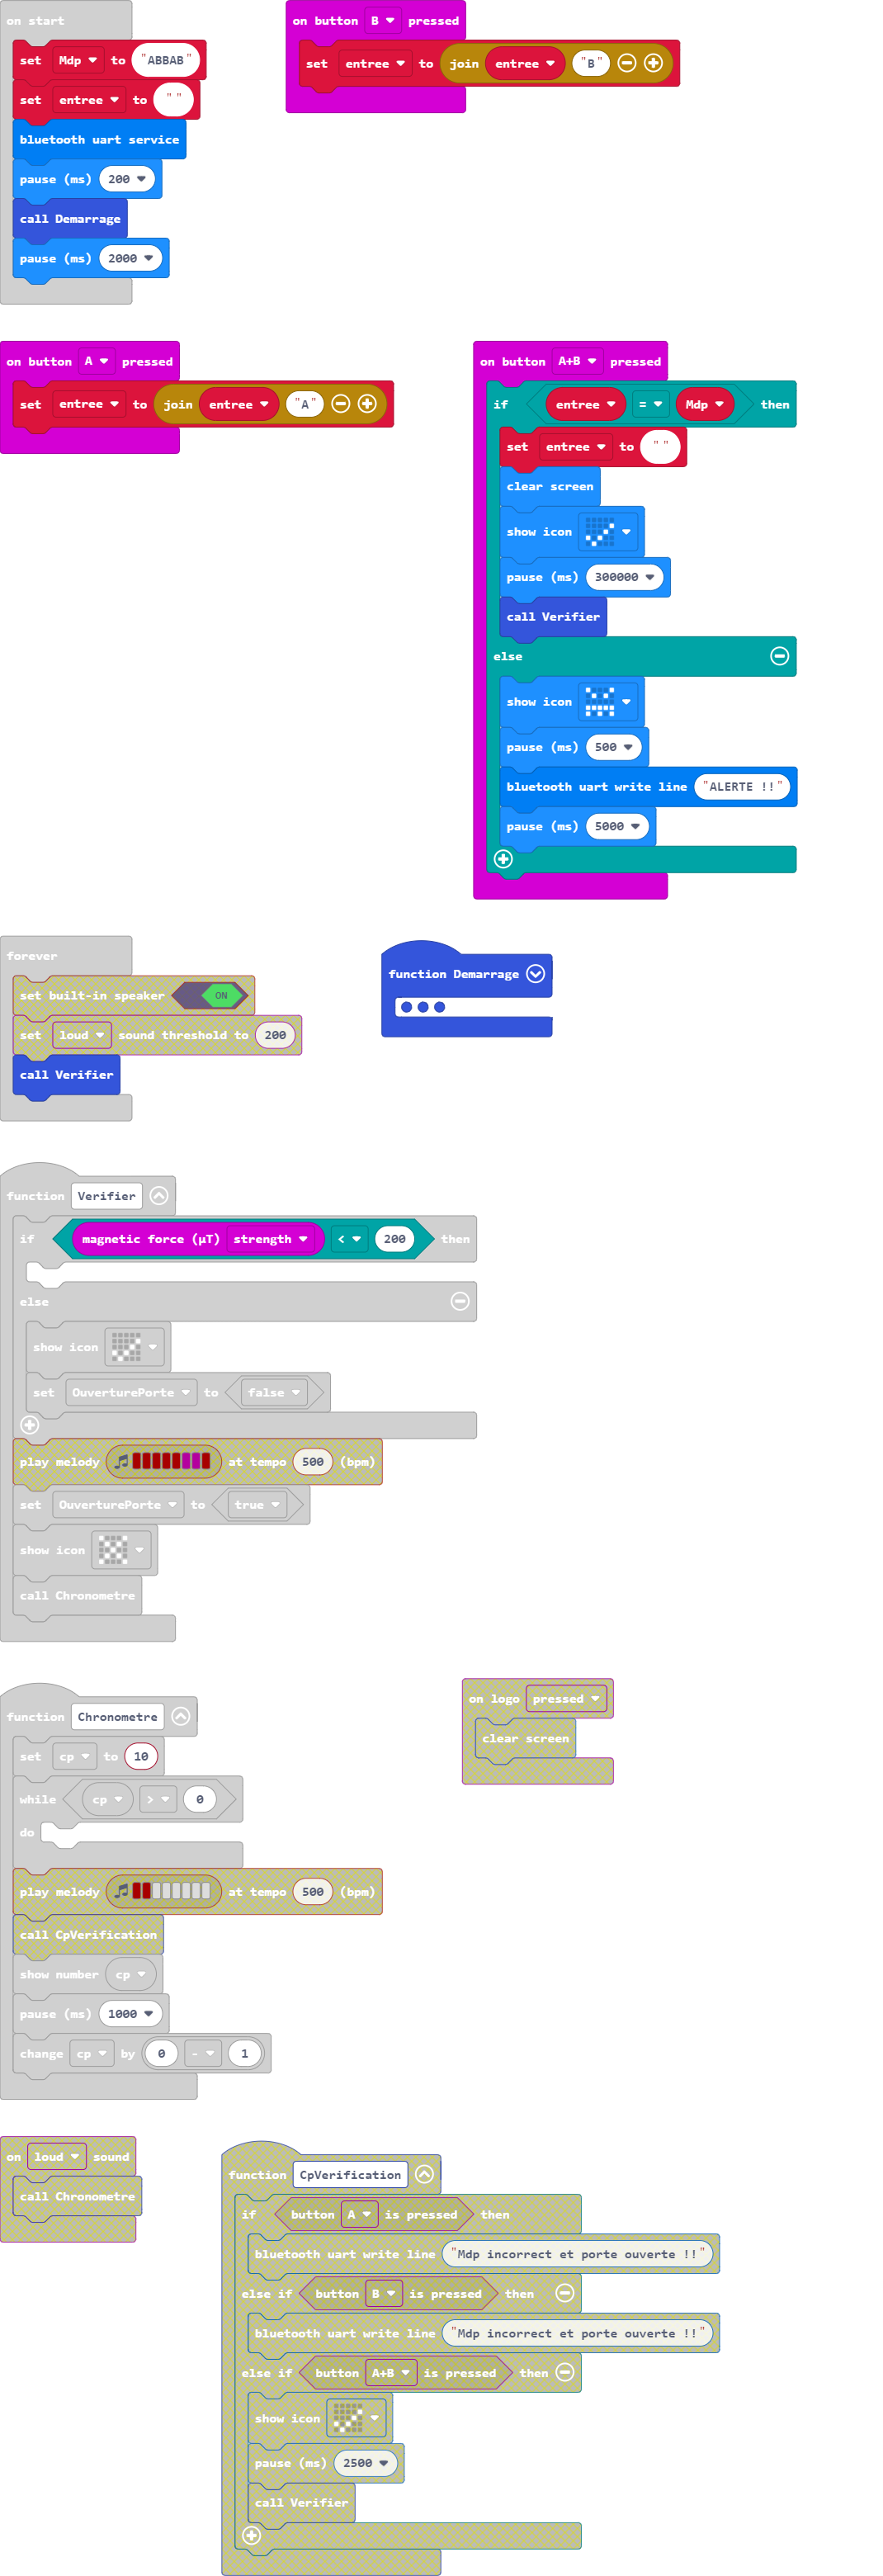 on start
set Mdp to "ABBAB"
set entree to " "
bluetooth uart service
pause (ms) 200
call Demarrage
pause (ms) 2000
on button B pressed
set entree to join entree "B"
on button A pressed
set entree to join entree "A"
on button A+B pressed
if entree = Mdp then
set entree to " "
clear screen
show icon
pause (ms) 300000
call Verifier
else
show icon
pause (ms) 500
bluetooth uart write line "ALERTE !!"
pause (ms) 5000
forever
set built-in speaker ON
set loud sound threshold to 200
call Verifier
function Demarrage
function Verifier
if magnetic force (µT) strength < 200 then
else
show icon
set OuverturePorte to false
play melody at tempo 500 (bpm)
set OuverturePorte to true
show icon
call Chronometre
function Chronometre
set cp to 10
while cp > 0
do
play melody at tempo 500 (bpm)
call CpVerification
show number cp
pause (ms) 1000
change cp by 0 - 1
on logo pressed
clear screen
on loud sound
call Chronometre
function CpVerification
if button A is pressed then
bluetooth uart write line "Mdp incorrect et porte ouverte !!"
else if button B is pressed then
bluetooth uart write line "Mdp incorrect et porte ouverte !!"
else if button A+B is pressed then
show icon
pause (ms) 2500
call Verifier